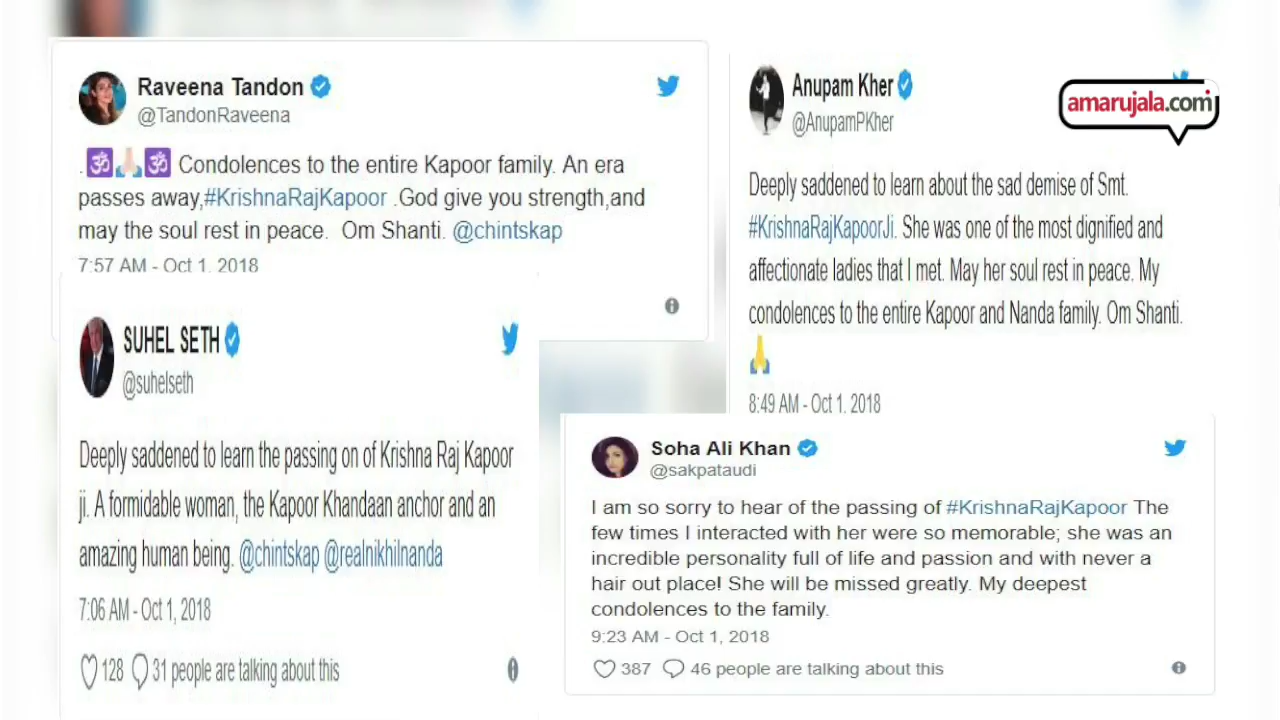 Raveena Tandon
@TandonRaveena
.🕉🙏🏻🕉 Condolences to the entire Kapoor family. An era
passes away,#KrishnaRajKapoor .God give you strength,and
may the soul rest in peace.  Om Shanti. @chintskap
7:57 AM - Oct 1, 2018
SUHEL SETH
@suhelseth
Deeply saddened to learn the passing on of Krishna Raj Kapoor
ji. A formidable woman, the Kapoor Khandaan anchor and an
amazing human being. @chintskap @realnikhilnanda
7:06 AM - Oct 1, 2018
128 31 people are talking about this
Anupam Kher
@AnupamPKher
Deeply saddened to learn about the sad demise of Smt.
#KrishnaRajKapoorJi. She was one of the most dignified and
affectionate ladies that I met. May her soul rest in peace. My
condolences to the entire Kapoor and Nanda family. Om Shanti.
🙏
8:49 AM - Oct 1, 2018
amarujala.com
Soha Ali Khan
@sakpataudi
I am so sorry to hear of the passing of #KrishnaRajKapoor The
few times I interacted with her were so memorable; she was an
incredible personality full of life and passion and with never a
hair out place! She will be missed greatly. My deepest
condolences to the family.
9:23 AM - Oct 1, 2018
387 46 people are talking about this